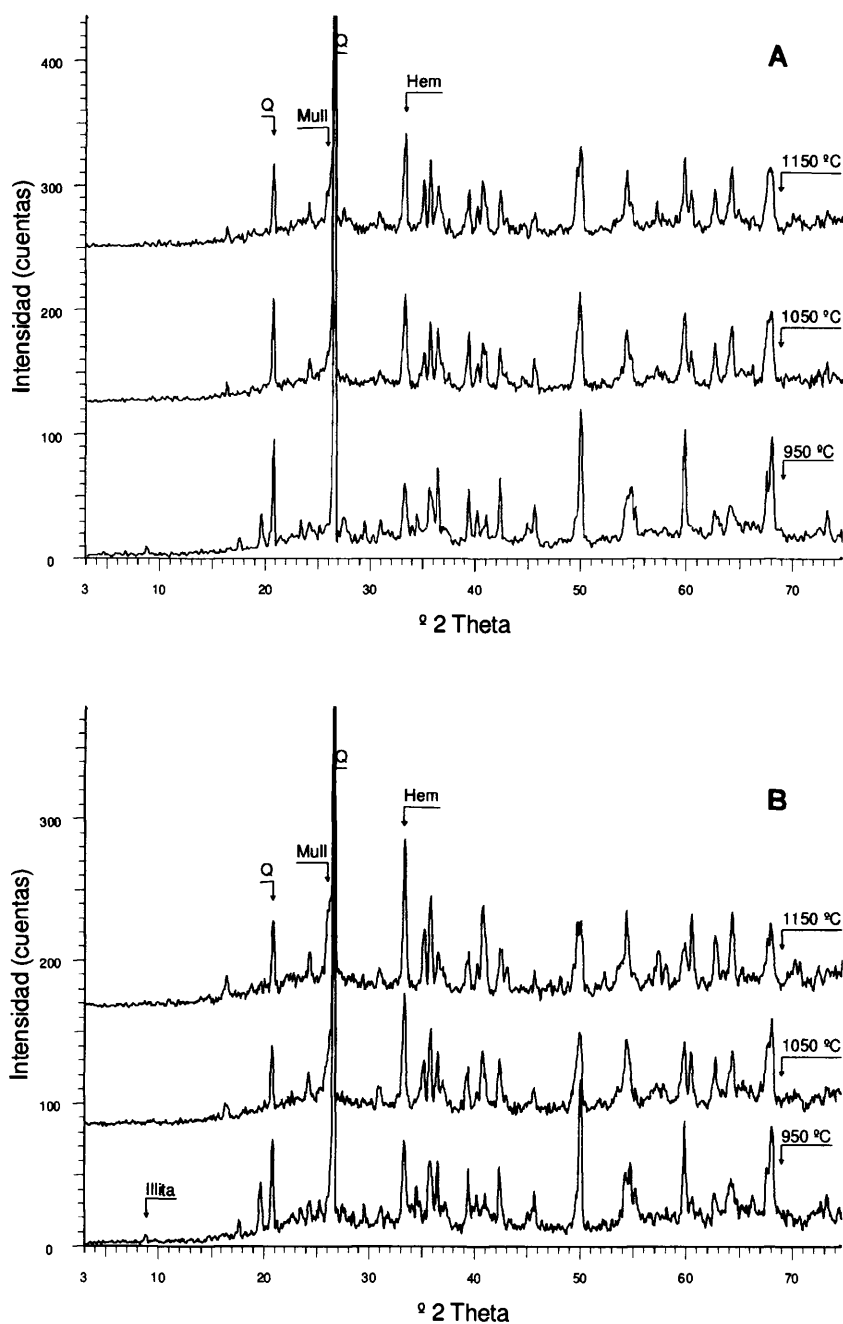 A
Q
Hem
Q
Mull
1150 ºC
1050 ºC
950 ºC
Intensidad (cuentas)
400
300
200
100
0
3 10 20 30 40 50 60 70
º 2 Theta
B
Q
Hem
Mull
Q
1150 ºC
1050 ºC
950 ºC
Illita
Intensidad (cuentas)
300
200
100
0
3 10 20 30 40 50 60 70
º 2 Theta